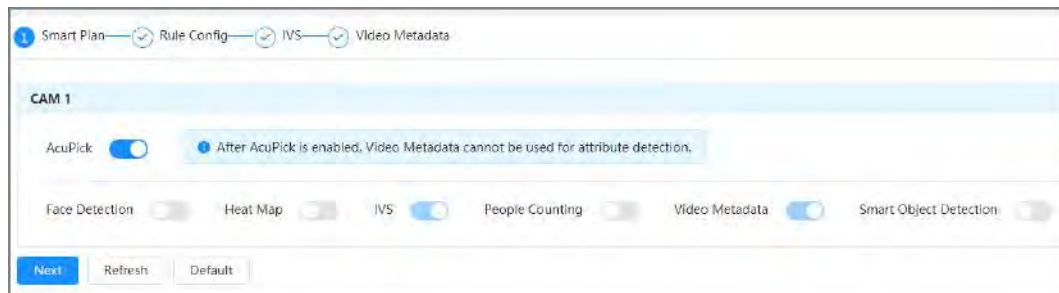 1 Smart Plan Rule Config IVS Video Metadata
CAM 1
AcuPick After AcuPick is enabled, Video Metadata cannot be used for attribute detection.
Face Detection Heat Map IVS People Counting Video Metadata Smart Object Detection
Next Refresh Default